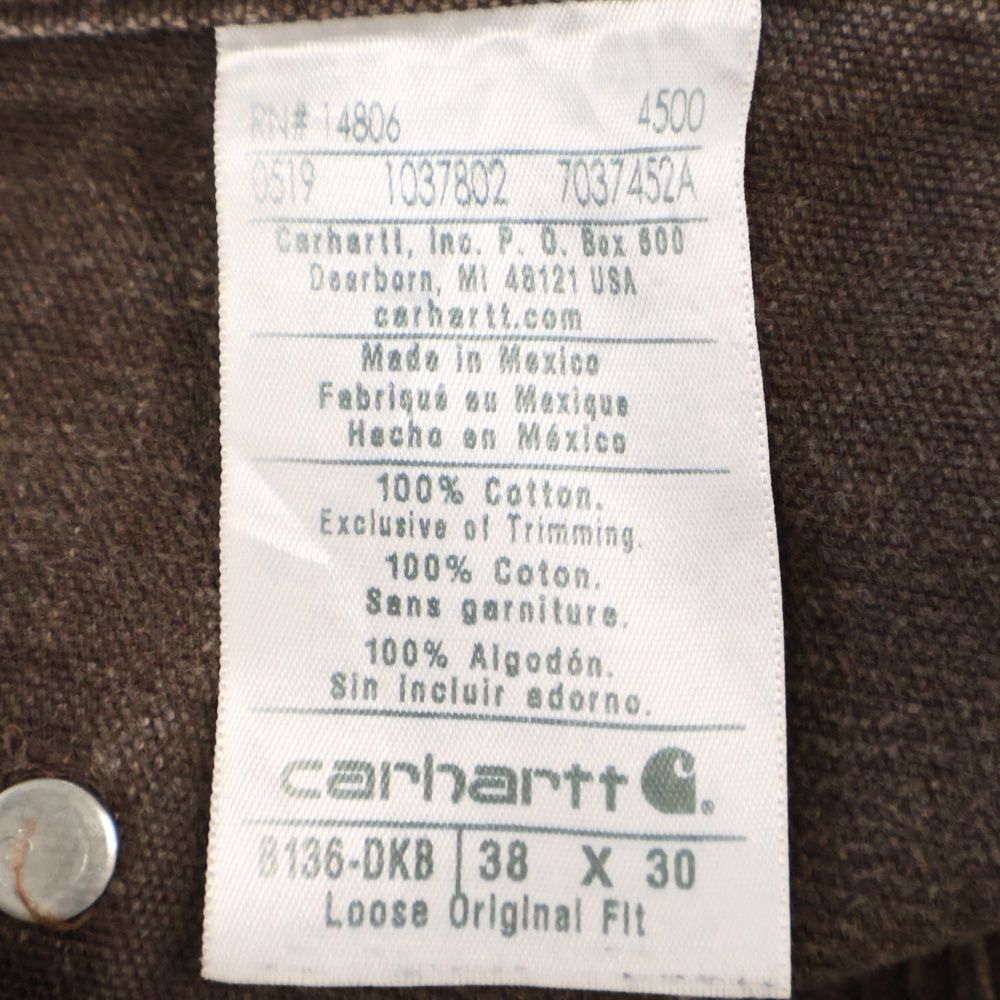 RN# 14806 4500
0519 1037802 7037452A
Carhartt, Inc. P. O. Box 600
Dearborn, MI 48121 USA
carhartt.com
Made in Mexico
Fabriqué au Mexique
Hecho en México
100% Cotton.
Exclusive of Trimming.
100% Coton.
Sans garniture.
100% Algodón.
Sin incluir adorno.
carhartt ®
B136-DKB 38 X 30
Loose Original Fit